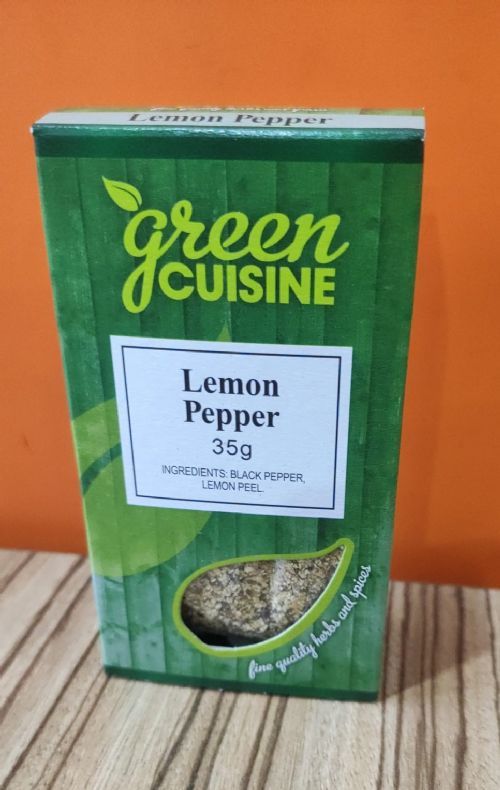 Lemon Pepper
green
CUISINE
Lemon
Pepper
35g
INGREDIENTS: BLACK PEPPER,
LEMON PEEL.
fine quality herbs and spices